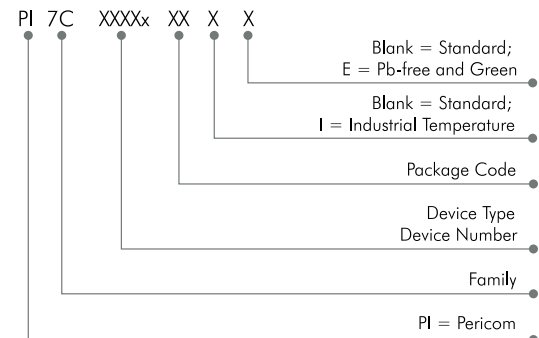 PI 7C XXXXx XX X X
Blank = Standard;
E = Pb-free and Green
Blank = Standard;
I = Industrial Temperature
Package Code
Device Type
Device Number
Family
PI = Pericom